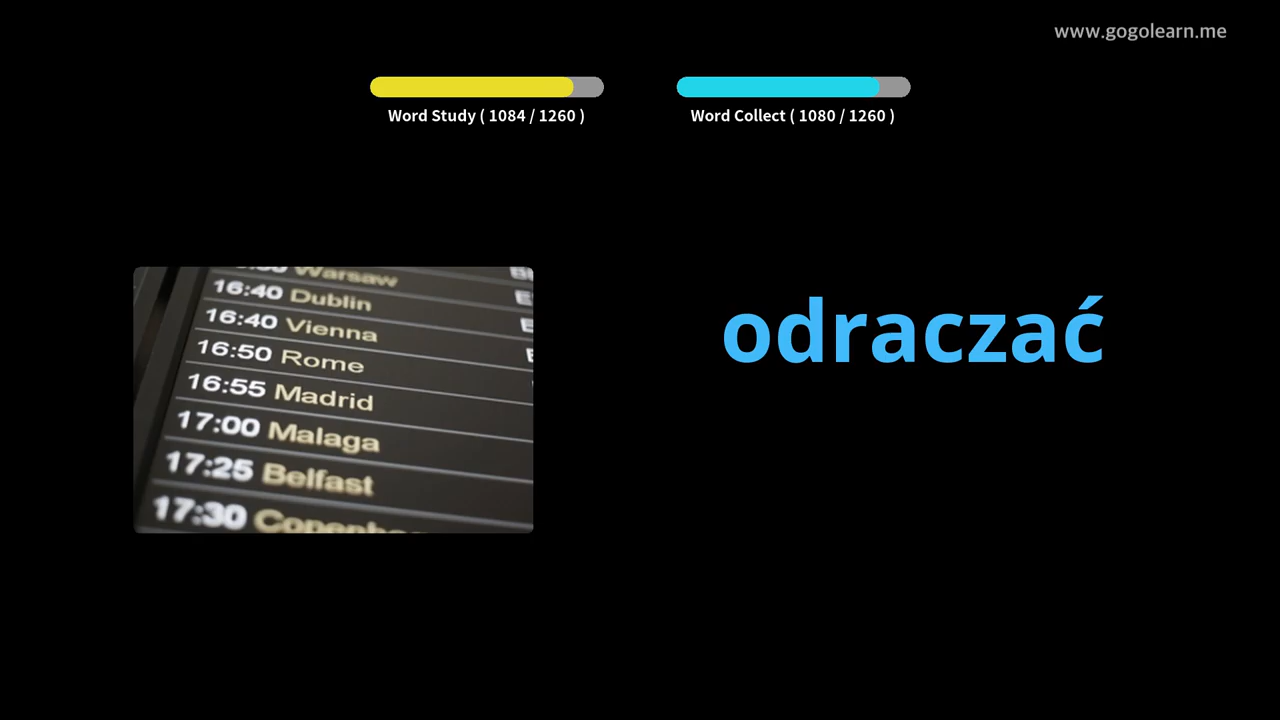 www.gogolearn.me
Word Study ( 1084 / 1260 )
Word Collect ( 1080 / 1260 )
Warsaw
16:40 Dublin
16:40 Vienna
16:50 Rome
16:55 Madrid
17:00 Malaga
17:25 Belfast
17:30
odraczać